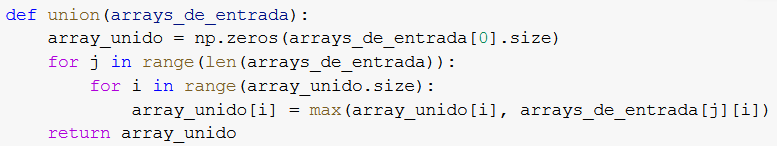 def union(arrays_de_entrada):
    array_unido = np.zeros(arrays_de_entrada[0].size)
    for j in range(len(arrays_de_entrada)):
        for i in range(array_unido.size):
            array_unido[i] = max(array_unido[i], arrays_de_entrada[j][i])
    return array_unido